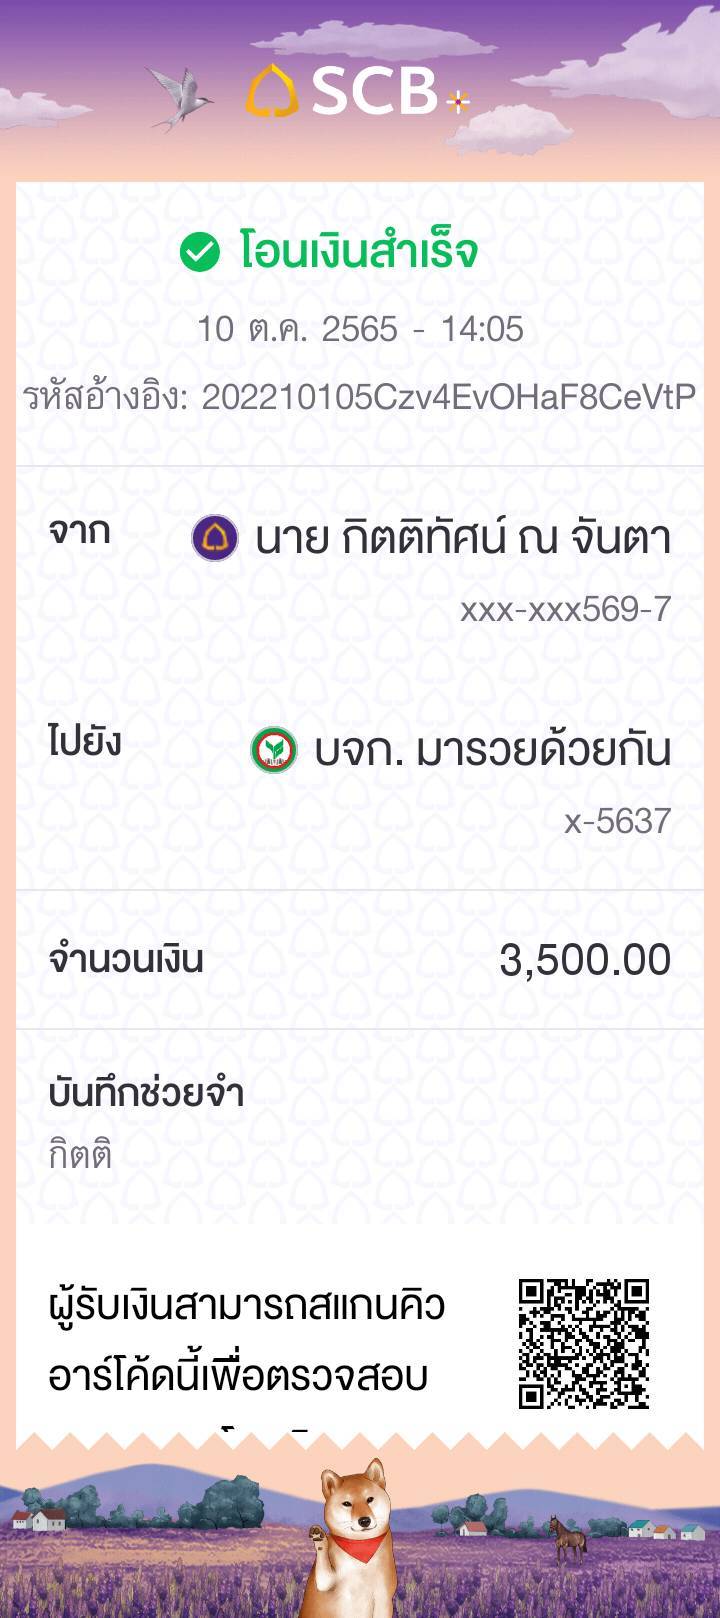 SCB
โอนเงินสำเร็จ
10 ต.ค. 2565 - 14:05
รหัสอ้างอิง: 202210105Czv4EvOHaF8CeVtP
จาก นาย กิตติทัศน์ ณ จันตา
xxx-xxx569-7
ไปยัง บจก. มารวยด้วยกัน
x-5637
จำนวนเงิน 3,500.00
บันทึกช่วยจำ
กิตติ
ผู้รับเงินสามารถสแกนคิว
อาร์โค้ดนี้เพื่อตรวจสอบ